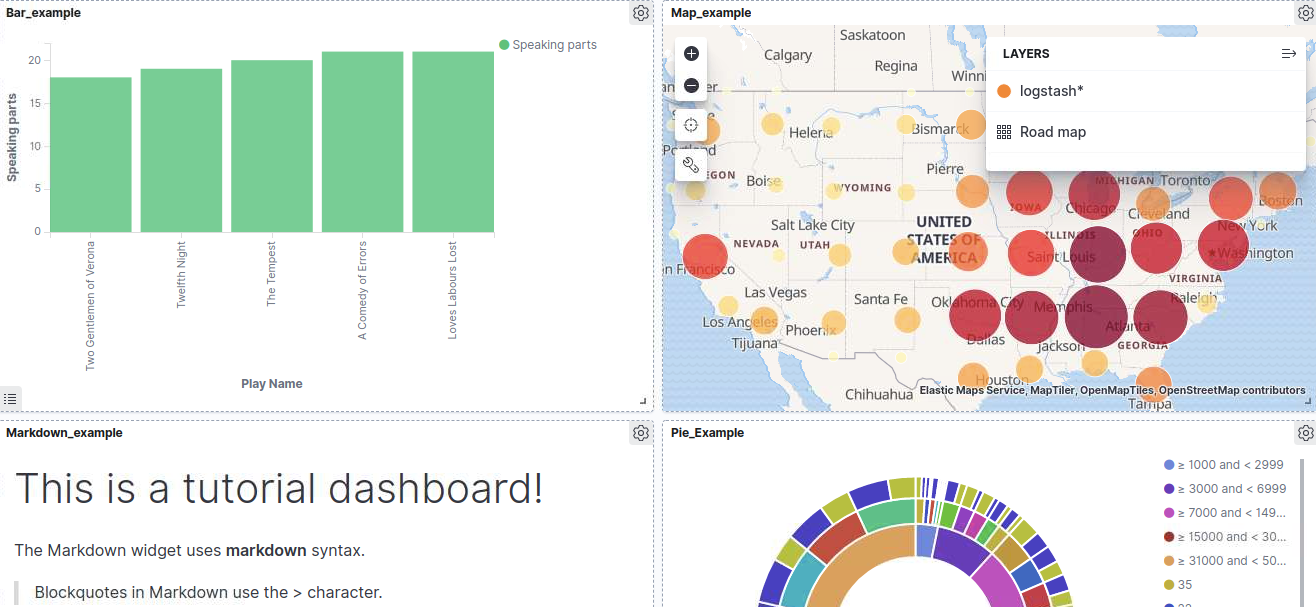 Bar_example
Speaking parts
20
15
10
5
0
Speaking parts
Two Gentlemen of Verona
Twelfth Night
The Tempest
A Comedy of Errors
Loves Labours Lost
Play Name
Map_example
LAYERS
logstash*
Road map
Saskatoon
Calgary
Regina
Winni
Helena
Bismarck
Portland
EGON
Boise
WYOMING
Pierre
MICHIGAN
Toronto
IOWA
Chicago
Cleveland
Boston
New York
Salt Lake City
UNITED
STATES OF
AMERICA
NEVADA
UTAH
ILLINOIS
OHIO
n Francisco
Saint Louis
★Washington
VIRGINIA
Las Vegas
Santa Fe
Oklahoma City
Memphis
Raleigh
Los Angeles
Phoenix
Atlanta
Tijuana
Dallas
Jackson
GEORGIA
Houston
Chihuahua
Elastic Maps Service, MapTiler, OpenMapTiles, OpenStreetMap contributors
Tampa
Markdown_example
This is a tutorial dashboard!
The Markdown widget uses markdown syntax.
Blockquotes in Markdown use the > character.
Pie_Example
≥ 1000 and < 2999
≥ 3000 and < 6999
≥ 7000 and < 149...
≥ 15000 and < 30...
≥ 31000 and < 50...
35